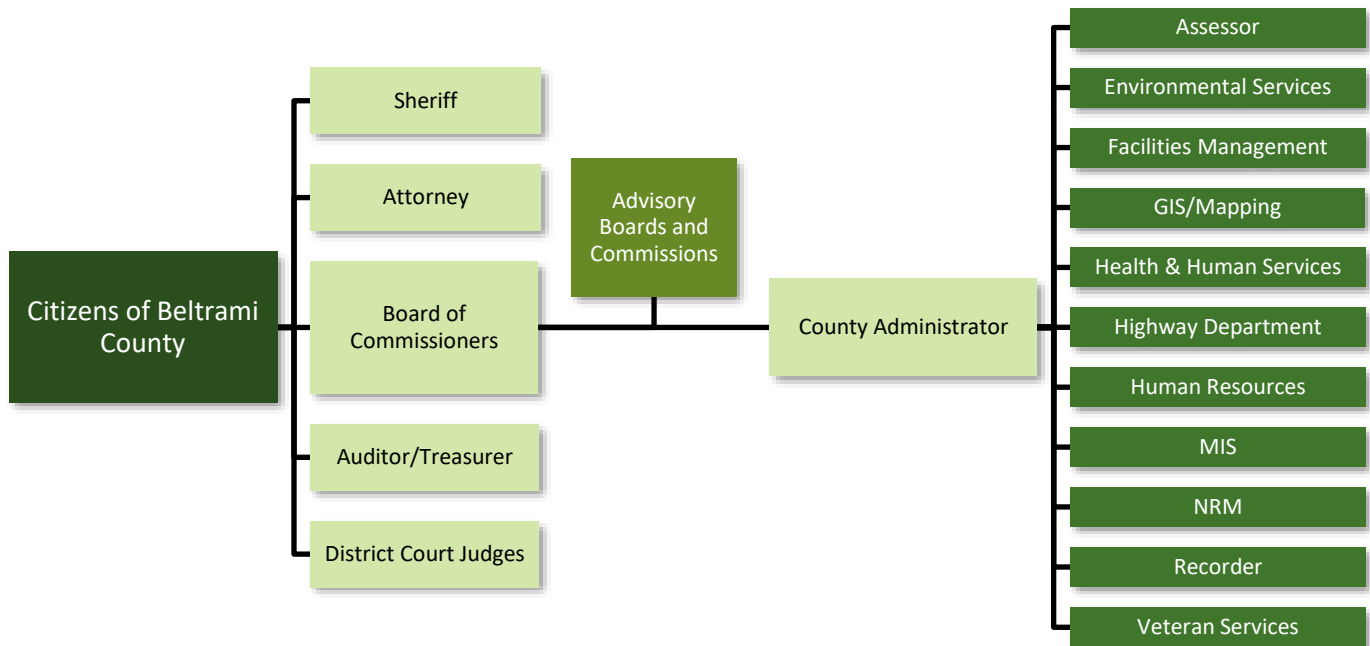 Citizens of Beltrami
County
Sheriff
Attorney
Board of
Commissioners
Auditor/Treasurer
District Court Judges
Advisory
Boards and
Commissions
County Administrator
Assessor
Environmental Services
Facilities Management
GIS/Mapping
Health & Human Services
Highway Department
Human Resources
MIS
NRM
Recorder
Veteran Services